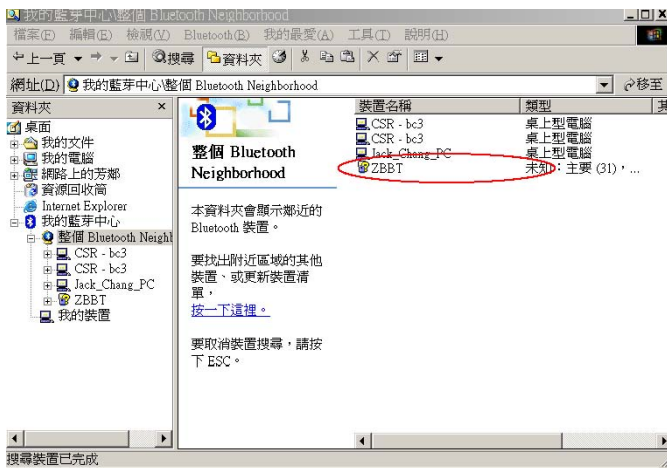 我的藍芽中心\整個 Bluetooth Neighborhood
檔案(F) 編輯(E) 檢視(V) Bluetooth(B) 我的最愛(A) 工具(T) 說明(H)
上一頁 搜尋 資料夾
網址(D) 我的藍芽中心\整個 Bluetooth Neighborhood 移至
資料夾 ×
桌面
我的文件
我的電腦
網路上的芳鄰
資源回收筒
Internet Explorer
我的藍芽中心
整個 Bluetooth Neighl
CSR - bc3
CSR - bc3
Jack_Chang_PC
ZBBT
我的裝置
整個 Bluetooth
Neighborhood
本資料夾會顯示鄰近的
Bluetooth 裝置。
要找出附近區域的其他
裝置、或更新裝置清
單，
按一下這裡。
要取消裝置搜尋，請按
下 ESC。
裝置名稱 類型 其
CSR - bc3 桌上型電腦
CSR - bc3 桌上型電腦
Jack_Chang_PC 桌上型電腦
ZBBT 未知：主要 (31)，...
搜尋裝置已完成